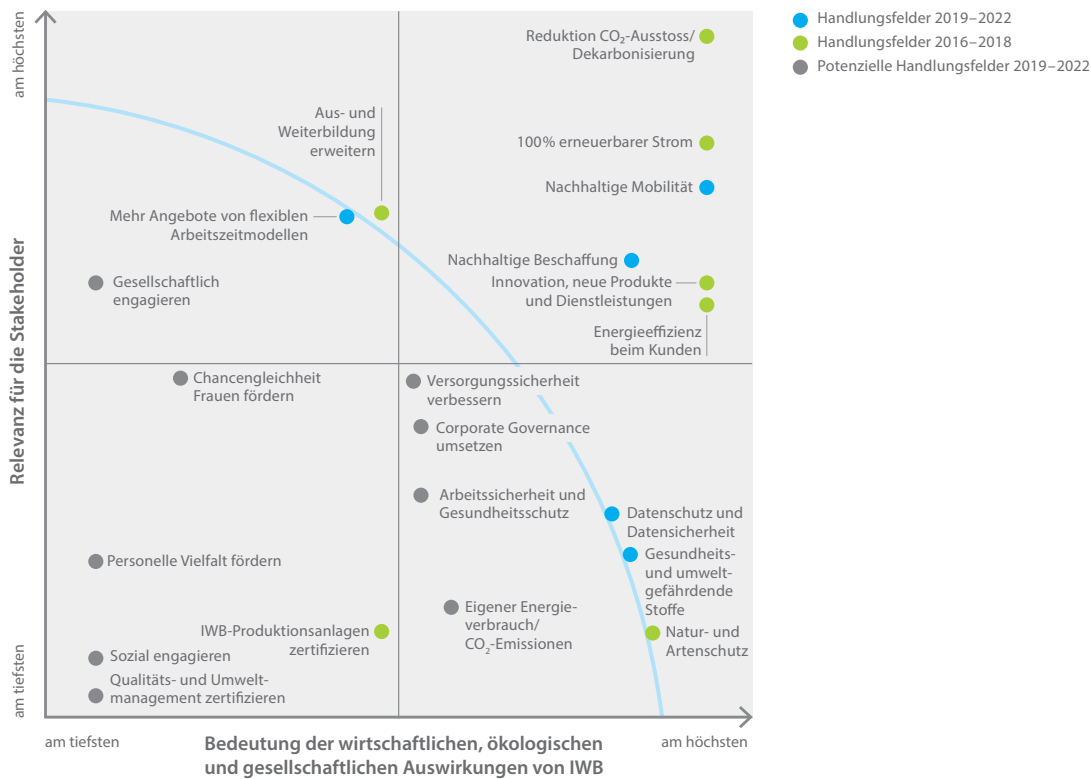 am höchsten
Relevanz für die Stakeholder
am tiefsten
Reduktion CO₂-Ausstoss/
Dekarbonisierung
Aus- und
Weiterbildung
erweitern
100% erneuerbarer Strom
Nachhaltige Mobilität
Mehr Angebote von flexiblen
Arbeitszeitmodellen
Nachhaltige Beschaffung
Gesellschaftlich
engagieren
Innovation, neue Produkte
und Dienstleistungen
Energieeffizienz
beim Kunden
Chancengleichheit
Frauen fördern
Versorgungssicherheit
verbessern
Corporate Governance
umsetzen
Arbeitssicherheit und
Gesundheitsschutz
Datenschutz und
Datensicherheit
Personelle Vielfalt fördern
Gesundheits-
und umwelt-
gefährdende
Stoffe
Eigener Energie-
verbrauch/
CO₂-Emissionen
IWB-Produktionsanlagen
zertifizieren
Natur- und
Artenschutz
Sozial engagieren
Qualitäts- und Umwelt-
management zertifizieren
am tiefsten
Bedeutung der wirtschaftlichen, ökologischen
und gesellschaftlichen Auswirkungen von IWB
am höchsten
Handlungsfelder 2019–2022
Handlungsfelder 2016–2018
Potenzielle Handlungsfelder 2019–2022